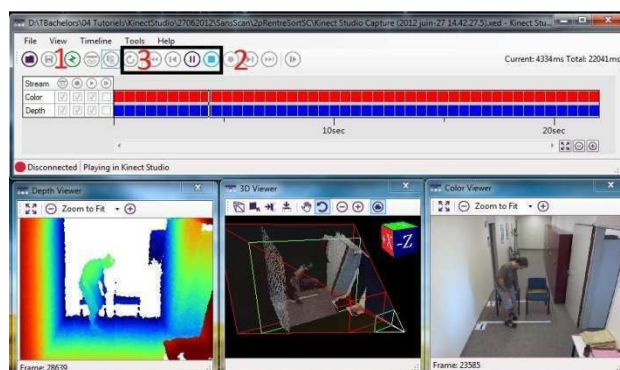 D:\TBachelors\04 Tutoriels\KinectStudio\27062012\SansScan\2pRentreSortSC\Kinect Studio Capture (2012 juin-27 14.42.27.5).xed - Kinect Stu...
File View Timeline Tools Help
1 3 2
Current: 4334ms Total: 22041ms
Stream
Color
Depth
10sec 20sec
Disconnected Playing in Kinect Studio
Depth Viewer
Zoom to Fit
Frame: 28639
3D Viewer
+X -Z
Color Viewer
Zoom to Fit
Frame: 23585